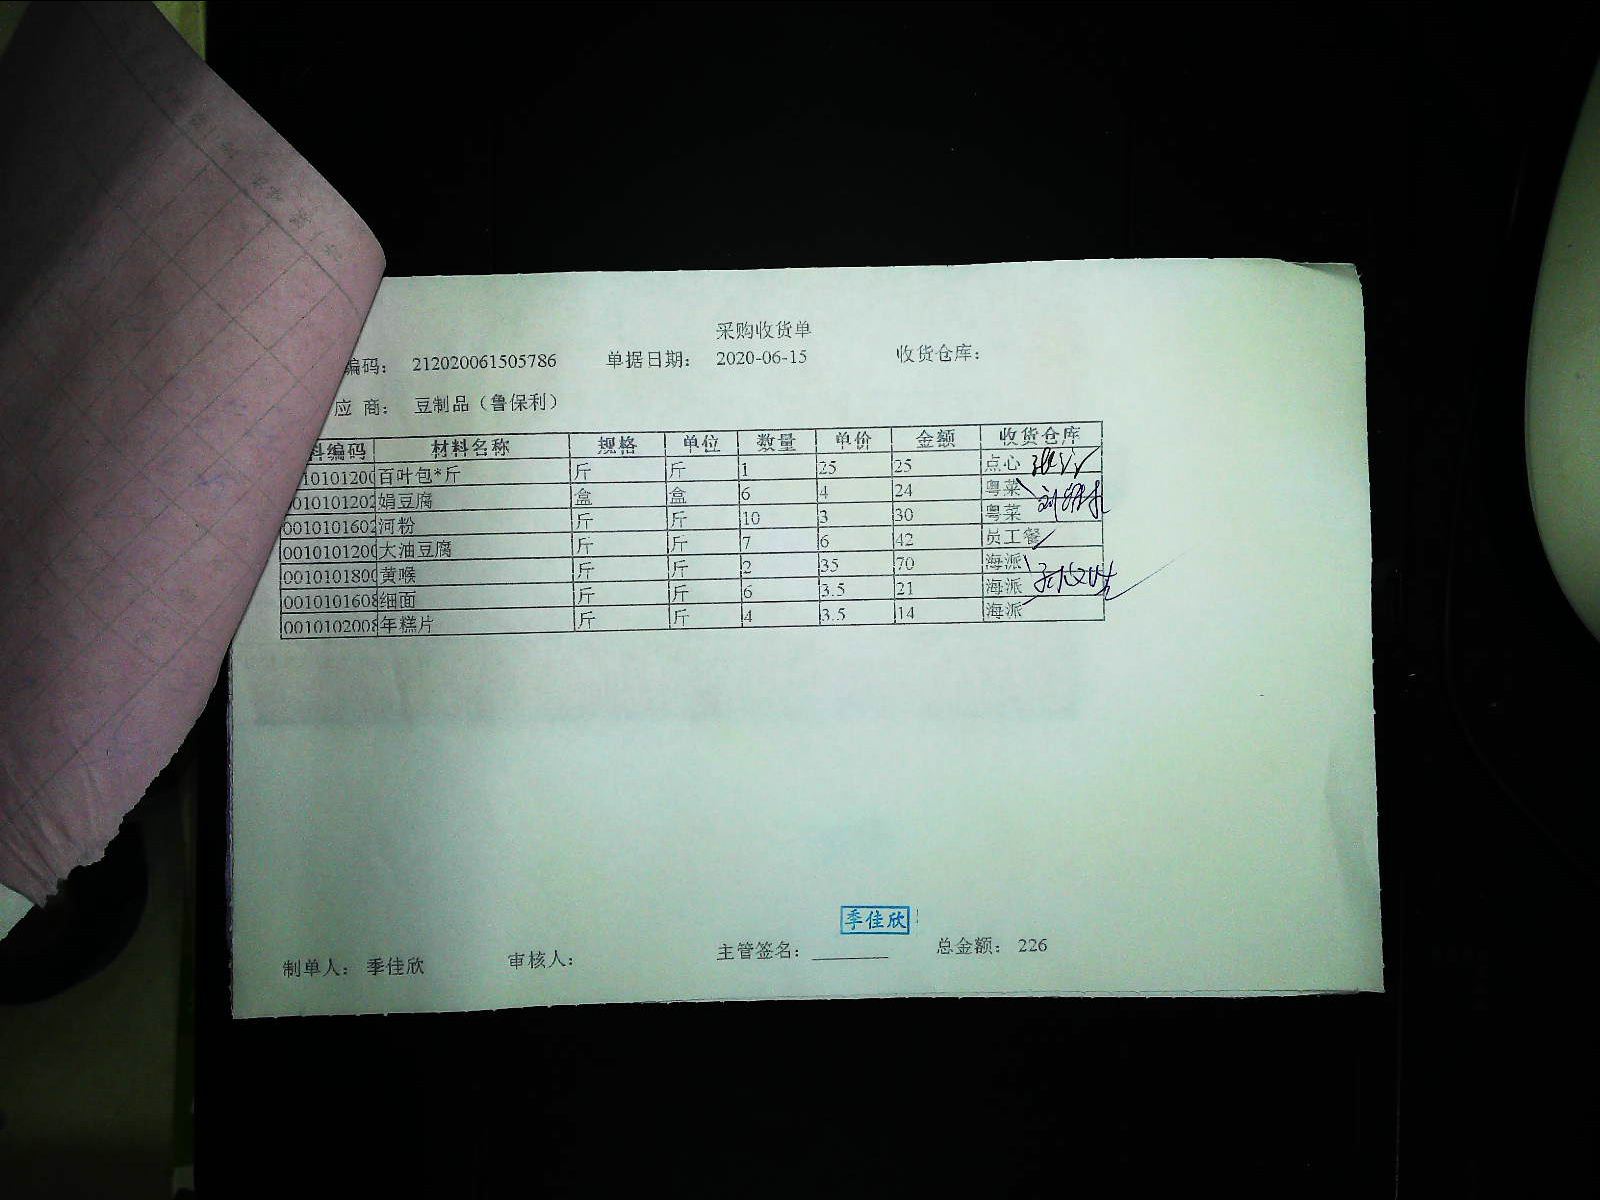 采购收货单
编码： 212020061505786 单据日期： 2020-06-15 收货仓库：
应 商： 豆制品（鲁保利）
料编码 材料名称 规格 单位 数量 单价 金额 收货仓库
0101200 百叶包*斤 斤 斤 1 25 25 点心
0010101202 娟豆腐 盒 盒 6 4 24 粤菜
0010101602 河粉 斤 斤 10 3 30 粤菜
0010101200 大油豆腐 斤 斤 7 6 42 员工餐
0010101800 黄喉 斤 斤 2 35 70 海派
0010101608 细面 斤 斤 6 3.5 21 海派
0010102008 年糕片 斤 斤 4 3.5 14 海派
季佳欣
制单人： 季佳欣 审核人： 主管签名： 总金额： 226